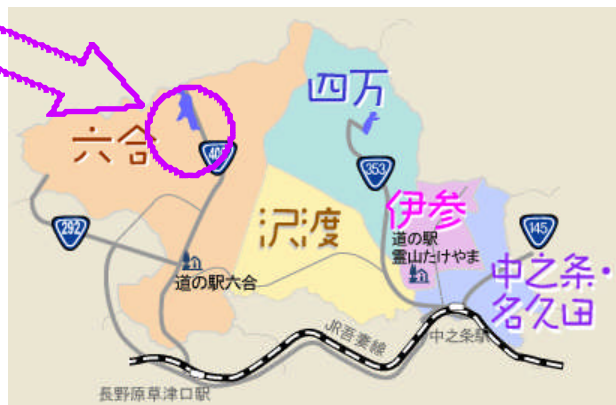 四万
六合
405
353
沢渡
伊参
292
道の駅
霊山たけやま
145
道の駅六合
中之条・
名久田
JR吾妻線
中之条駅
長野原草津口駅